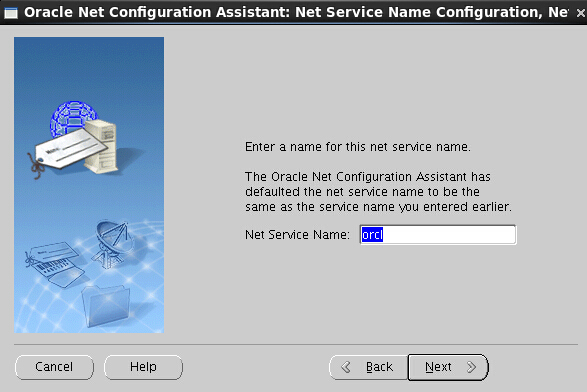 Oracle Net Configuration Assistant: Net Service Name Configuration, Ne
Enter a name for this net service name.
The Oracle Net Configuration Assistant has
defaulted the net service name to be the
same as the service name you entered earlier.
Net Service Name: orcl
Cancel Help Back Next